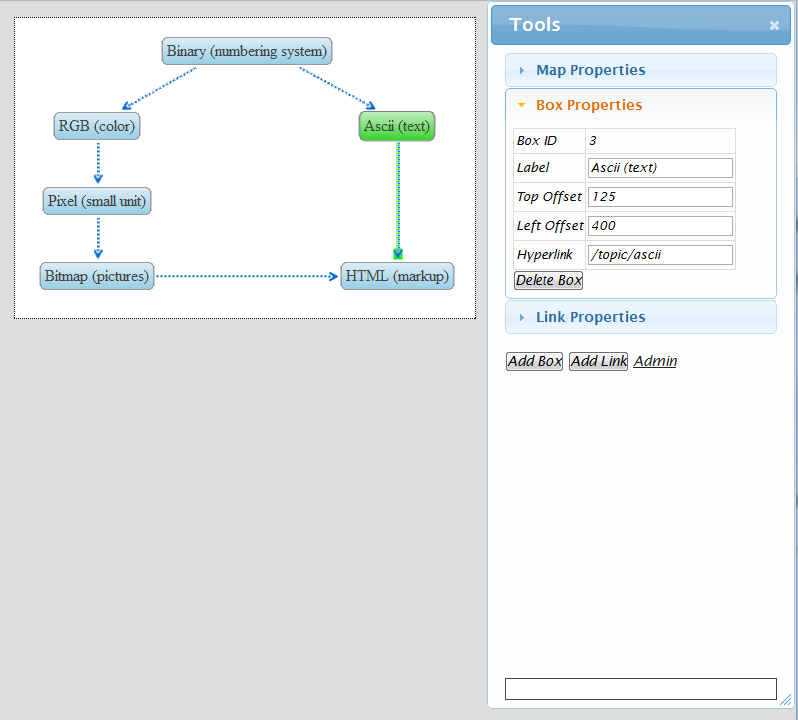 Binary (numbering system)
RGB (color)
Ascii (text)
Pixel (small unit)
Bitmap (pictures)
HTML (markup)
Tools
Map Properties
Box Properties
Box ID 3
Label Ascii (text)
Top Offset 125
Left Offset 400
Hyperlink /topic/ascii
Delete Box
Link Properties
Add Box Add Link Admin